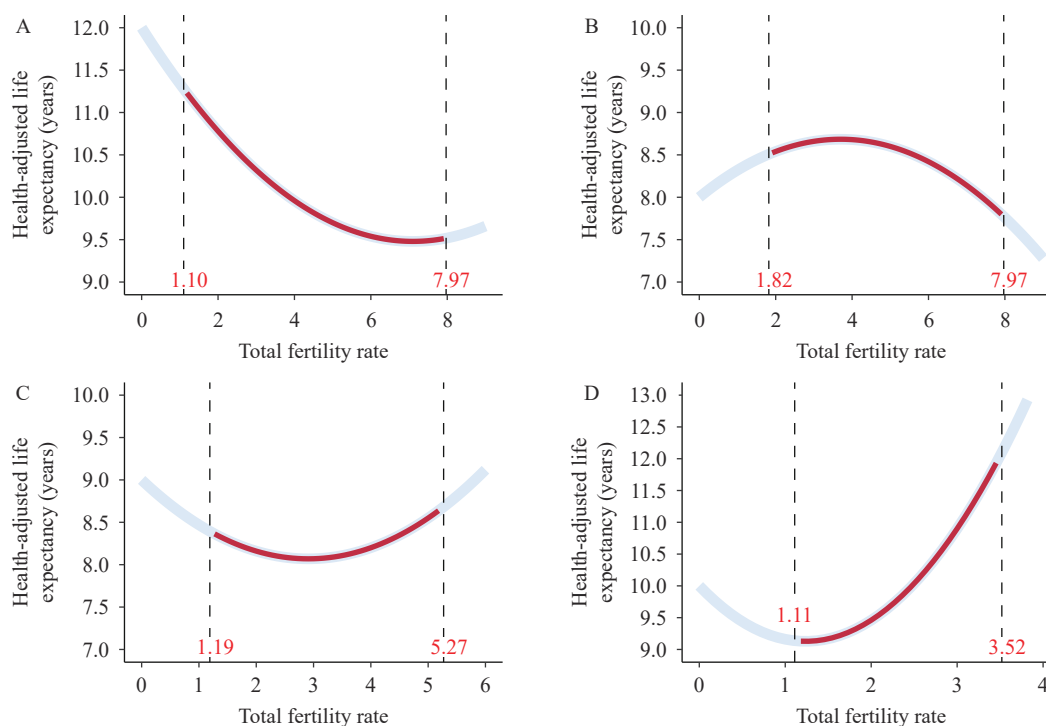 A
Health-adjusted life
expectancy (years)
12.0
11.5
11.0
10.5
10.0
9.5
9.0
1.10
7.97
0 2 4 6 8
Total fertility rate
B
Health-adjusted life
expectancy (years)
10.0
9.5
9.0
8.5
8.0
7.5
7.0
1.82
7.97
0 2 4 6 8
Total fertility rate
C
Health-adjusted life
expectancy (years)
10.0
9.5
9.0
8.5
8.0
7.5
7.0
1.19
5.27
0 1 2 3 4 5 6
Total fertility rate
D
Health-adjusted life
expectancy (years)
13.0
12.5
12.0
11.5
11.0
10.5
10.0
9.5
9.0
1.11
3.52
0 1 2 3 4
Total fertility rate